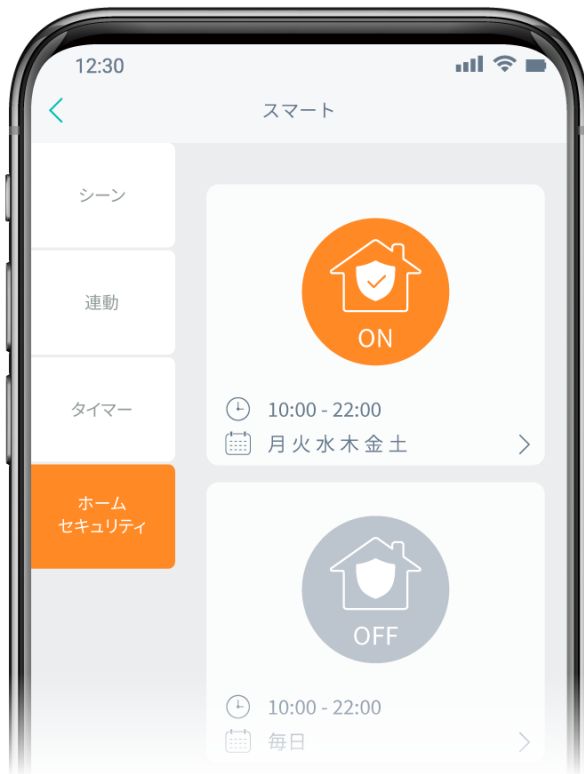 12:30
スマート
シーン
連動
タイマー
ホーム
セキュリティ
ON
10:00 - 22:00
月 火 水 木 金 土
OFF
10:00 - 22:00
毎日